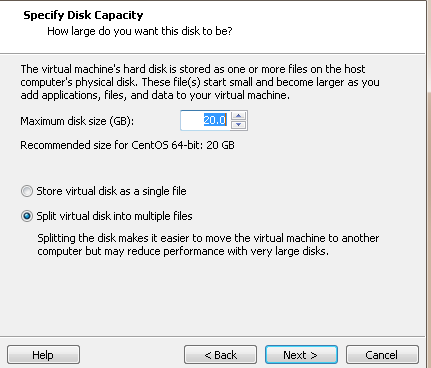 Specify Disk Capacity
How large do you want this disk to be?
The virtual machine's hard disk is stored as one or more files on the host
computer's physical disk. These file(s) start small and become larger as you
add applications, files, and data to your virtual machine.
Maximum disk size (GB): 20.0
Recommended size for CentOS 64-bit: 20 GB
Store virtual disk as a single file
Split virtual disk into multiple files
Splitting the disk makes it easier to move the virtual machine to another
computer but may reduce performance with very large disks.
Help < Back Next > Cancel